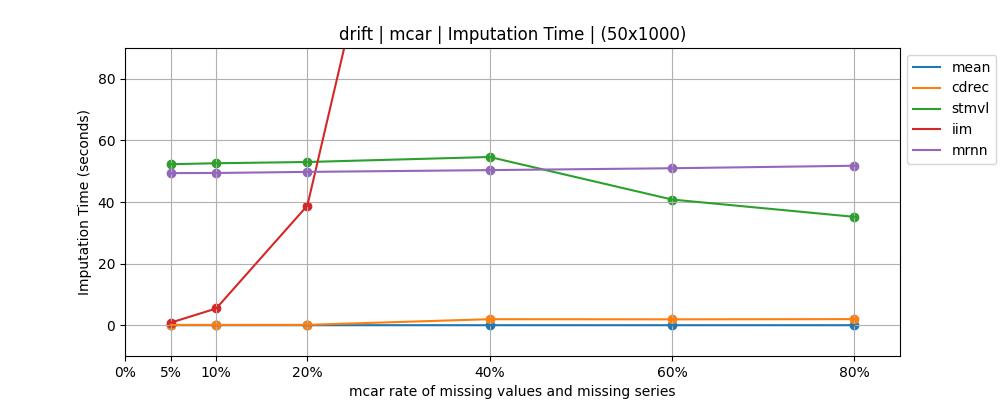 drift | mcar | Imputation Time | (50x1000)
mean
cdrec
stmvl
iim
mrnn
Imputation Time (seconds)
80
60
40
20
0
0%
5%
10%
20%
40%
60%
80%
mcar rate of missing values and missing series